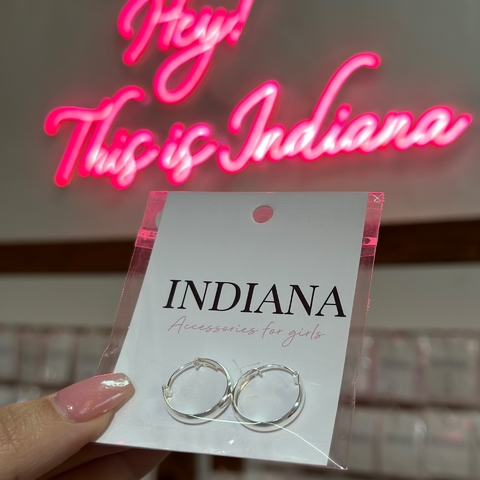 Hey!
This is Indiana
INDIANA
Accessories for girls